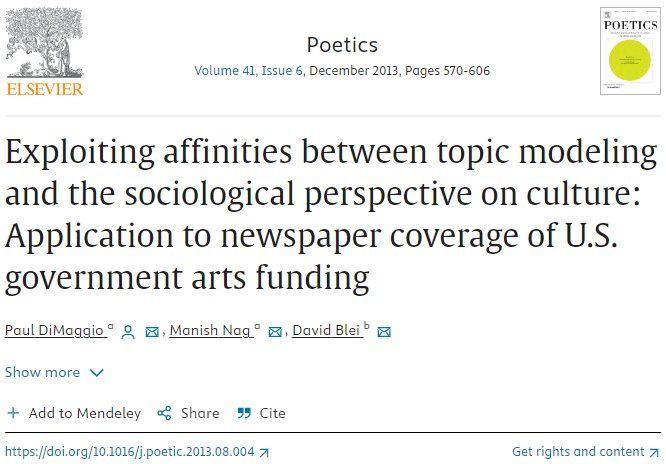 ELSEVIER
Poetics
Volume 41, Issue 6, December 2013, Pages 570-606
POETICS
Exploiting affinities between topic modeling
and the sociological perspective on culture:
Application to newspaper coverage of U.S.
government arts funding
Paul DiMaggio a, Manish Nag a, David Blei b
Show more
Add to Mendeley Share Cite
https://doi.org/10.1016/j.poetic.2013.08.004 Get rights and content